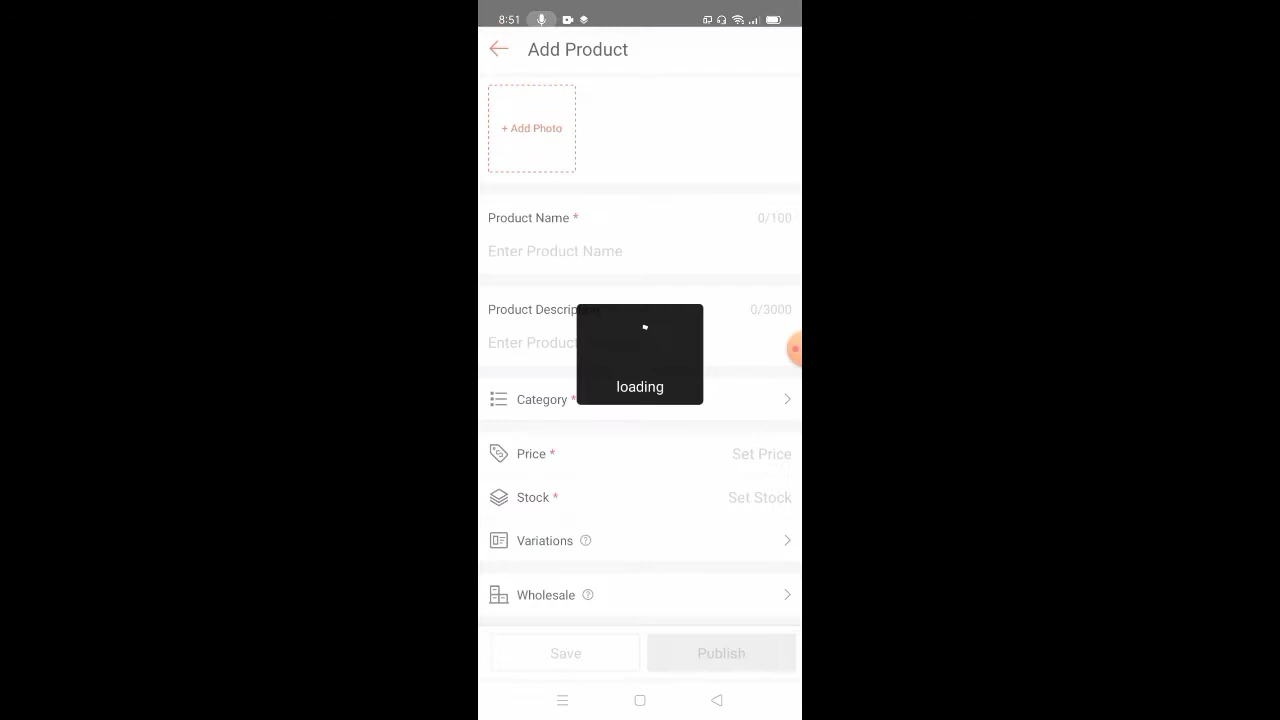 8:51
Add Product
+ Add Photo
Product Name *
0/100
Enter Product Name
Product Description
0/3000
Enter Product
loading
Category *
Price *
Set Price
Stock *
Set Stock
Variations
Wholesale
Save
Publish